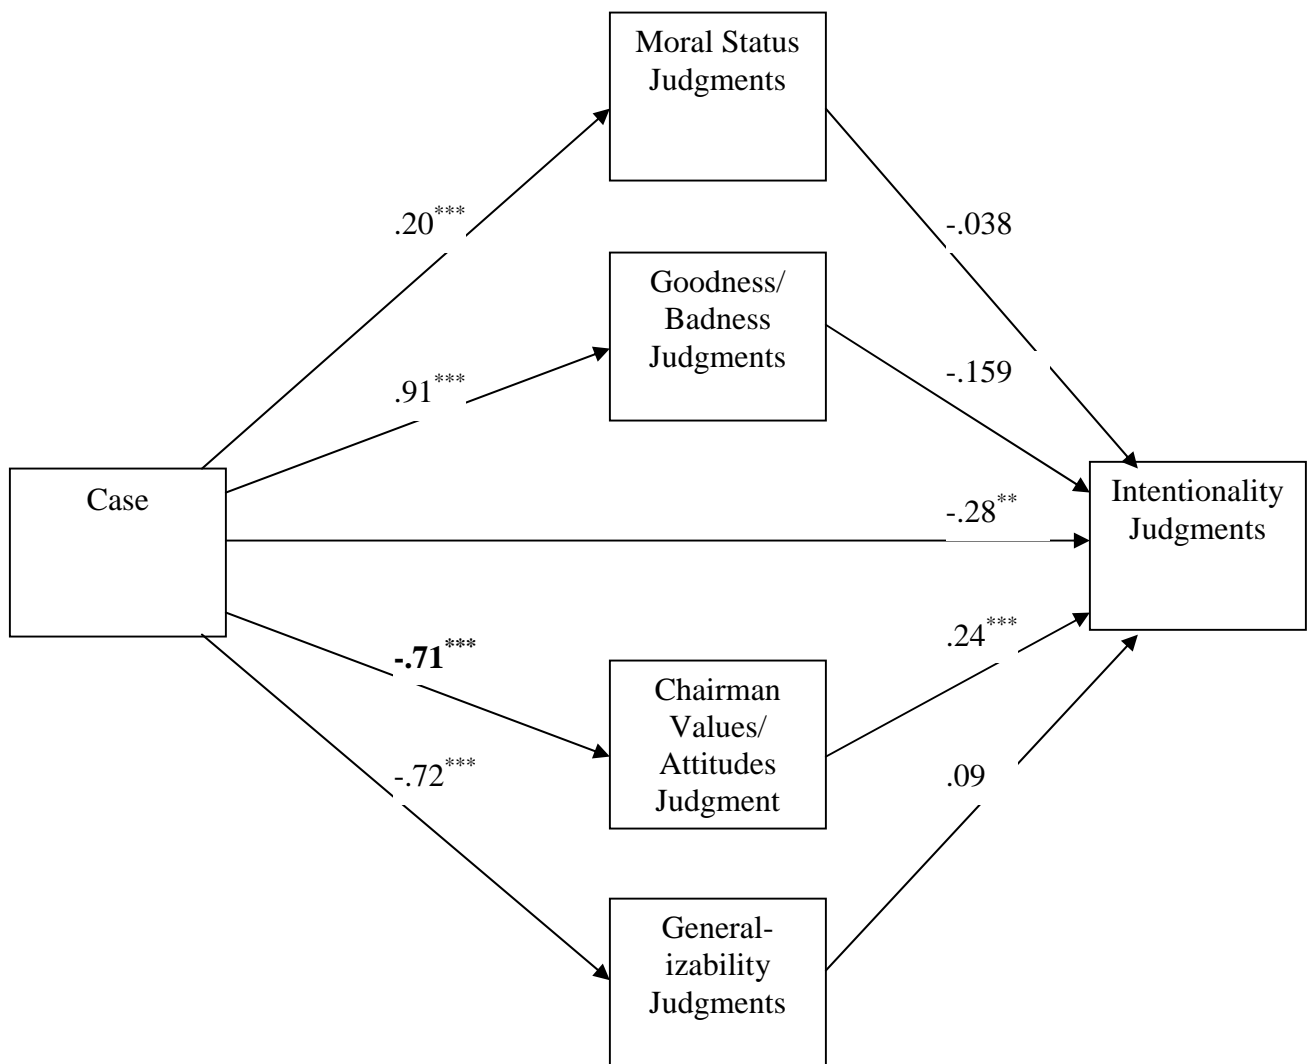 Moral Status
Judgments
.20***
-.038
Goodness/
Badness
Judgments
.91***
-.159
Case
Intentionality
Judgments
-.28**
-.71***
.24***
Chairman
Values/
Attitudes
Judgment
-.72***
.09
General-
izability
Judgments